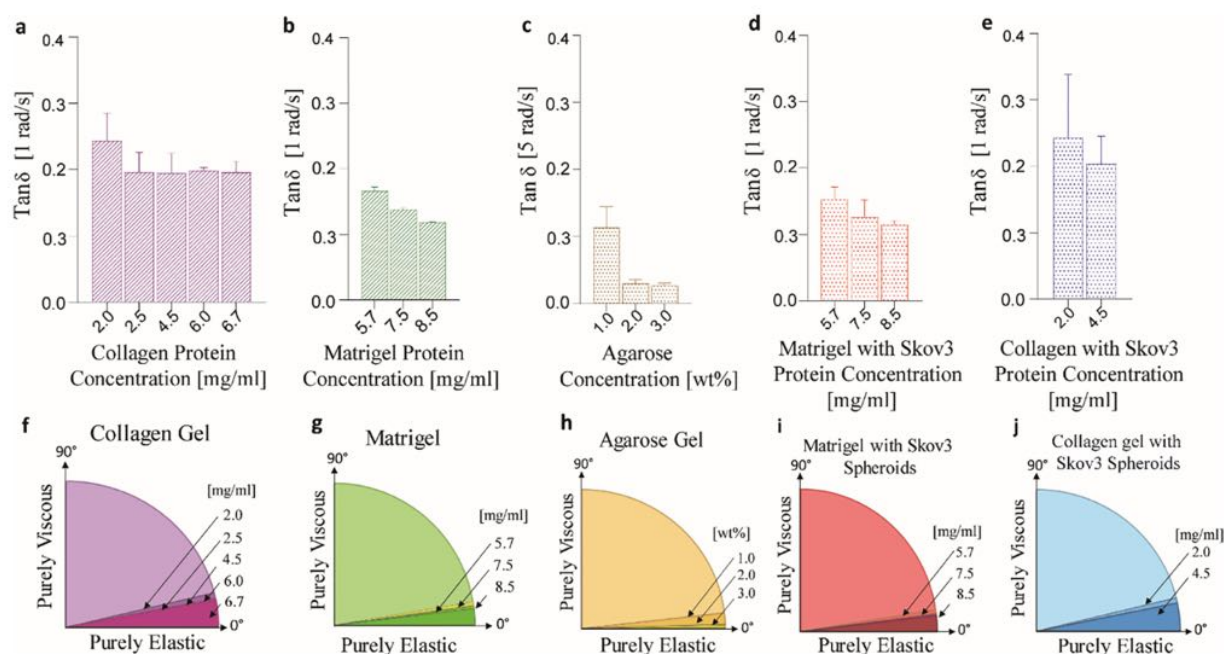 a
0.4
0.3
0.2
0.3
0.0
Tanδ [1 rad/s]
2.0
2.5
4.5
6.0
6.7
Collagen Protein
Concentration [mg/ml]
b
0.4
0.3
0.2
0.3
0.0
Tanδ [1 rad/s]
5.7
7.5
8.5
Matrigel Protein
Concentration [mg/ml]
c
0.4
0.3
0.2
0.3
0.0
Tan δ [5 rad/s]
1.0
2.0
3.0
Agarose
Concentration [wt%]
d
0.4
0.3
0.2
0.3
0.0
Tanδ [1 rad/s]
5.7
7.5
8.5
Matrigel with Skov3
Protein Concentration
[mg/ml]
e
0.4
0.3
0.2
0.3
0.0
Tanδ [1 rad/s]
2.0
4.5
Collagen with Skov3
Protein Concentration
[mg/ml]
f
Collagen Gel
90°
Purely Viscous
[mg/ml]
2.0
2.5
4.5
6.0
6.7
0°
Purely Elastic
g
Matrigel
90°
Purely Viscous
[mg/ml]
5.7
7.5
8.5
0°
Purely Elastic
h
Agarose Gel
90°
Purely Viscous
[wt%]
1.0
2.0
3.0
0°
Purely Elastic
i
Matrigel with Skov3
Spheroids
90°
Purely Viscous
[mg/ml]
5.7
7.5
8.5
0°
Purely Elastic
j
Collagen gel with
Skov3 Spheroids
90°
Purely Viscous
[mg/ml]
2.0
4.5
0°
Purely Elastic